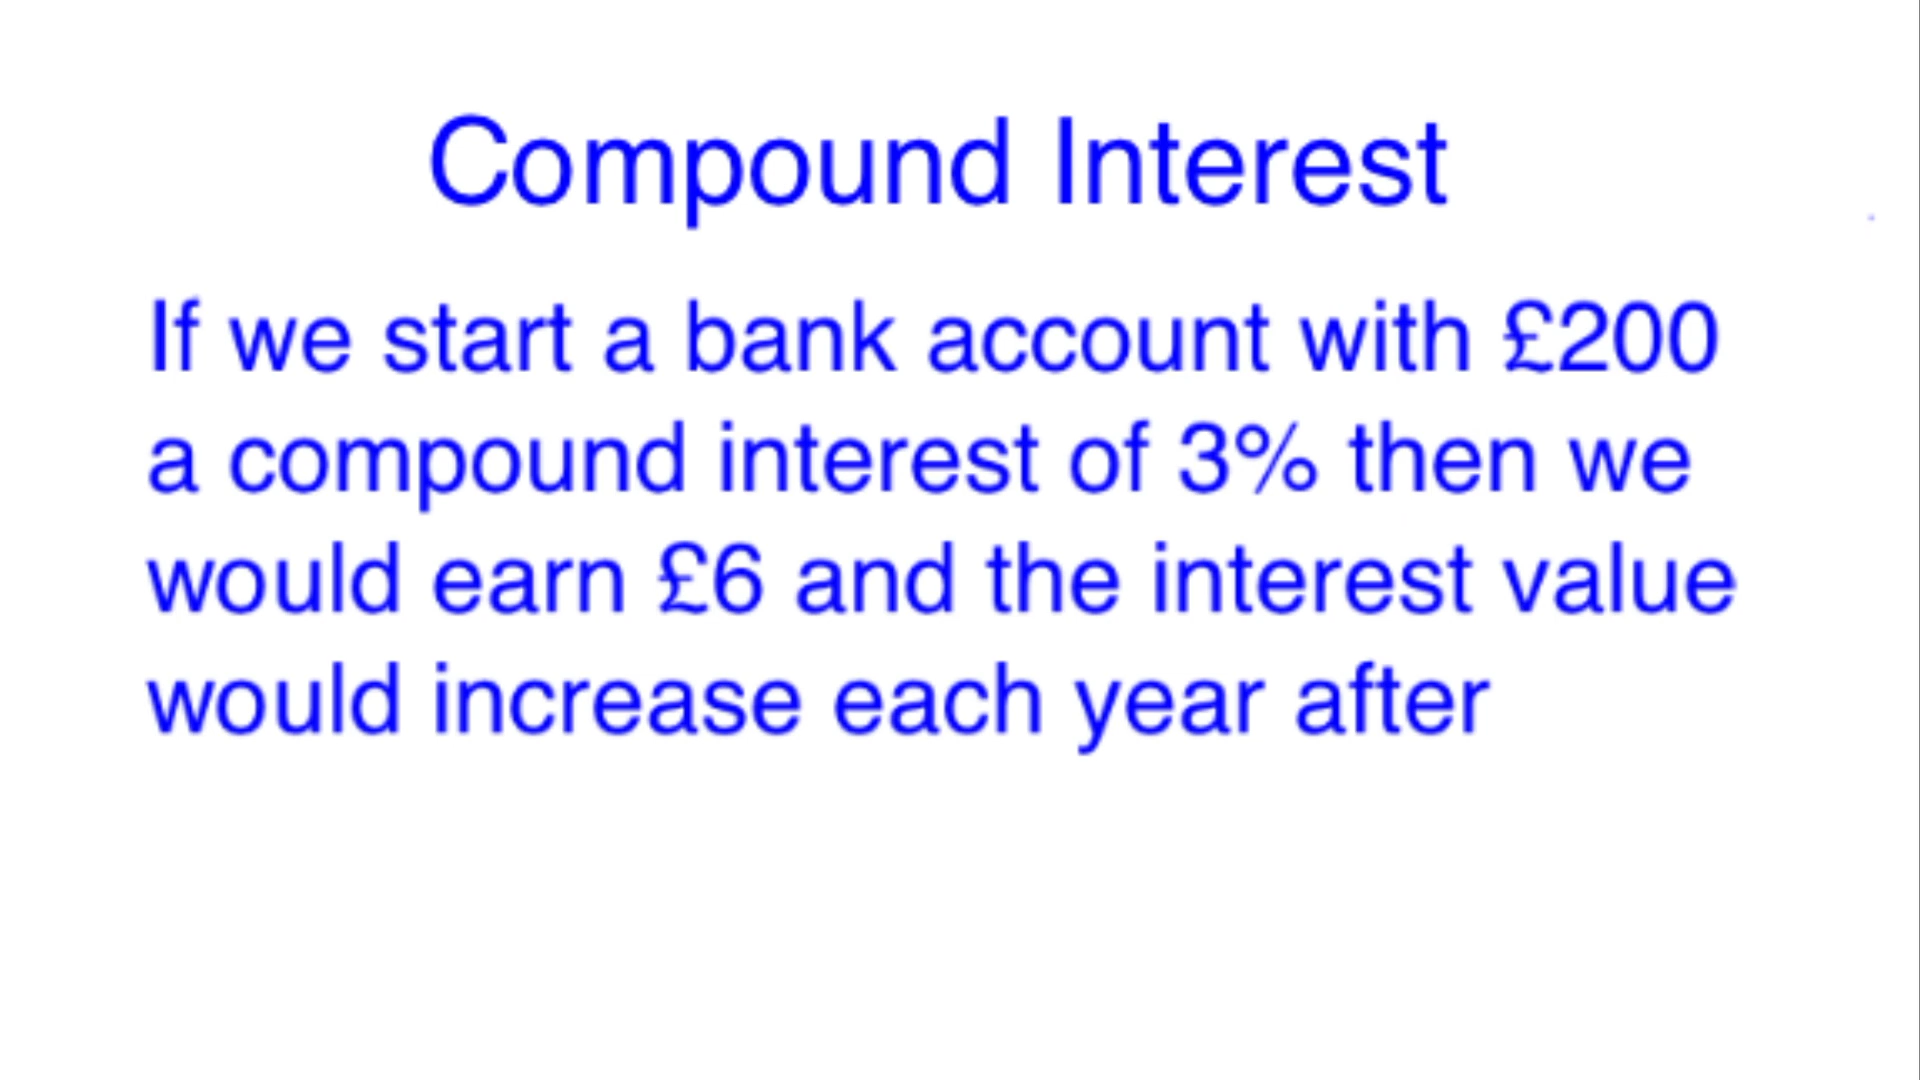 Compound Interest
If we start a bank account with £200
a compound interest of 3% then we
would earn £6 and the interest value
would increase each year after